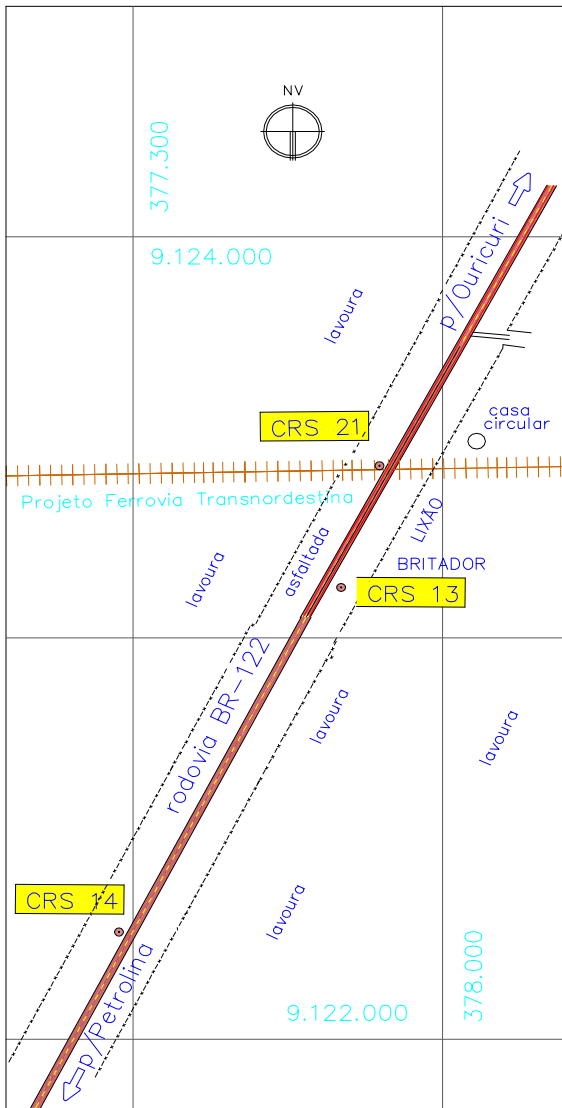 NV
377.300
9.124.000
p/Ouricuri
lavoura
CRS 21
casa
circular
Projeto Ferrovia Transnordestina
LIXÃO
asfaltada
lavoura
BRITADOR
CRS 13
rodovia BR-122
lavoura
lavoura
CRS 14
lavoura
378.000
p/Petrolina
9.122.000